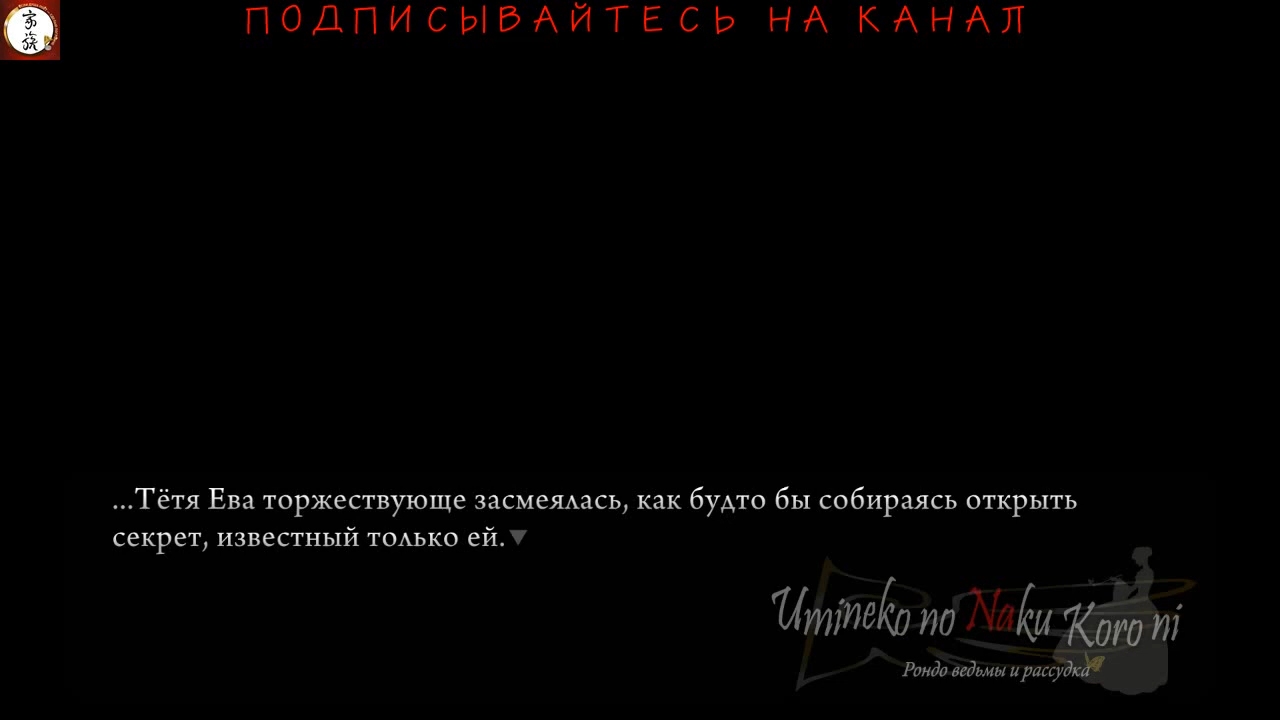 ПОДПИСЫВАЙТЕСЬ НА КАНАЛ
...Тётя Ева торжествующе засмеялась, как будто бы собираясь открыть
секрет, известный только ей.
Umineko no Naku Koro ni
Рондо ведьмы и рассудка